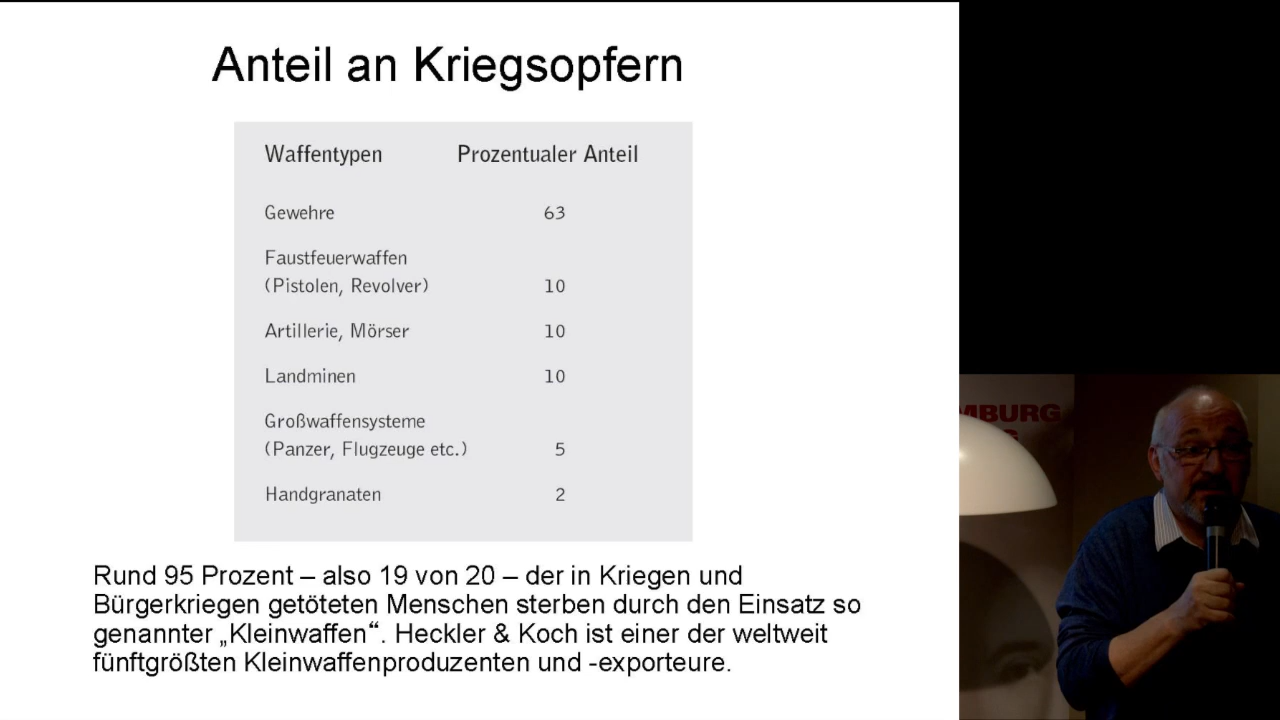 Anteil an Kriegsopfern
Waffentypen Prozentualer Anteil
Gewehre 63
Faustfeuerwaffen
(Pistolen, Revolver) 10
Artillerie, Mörser 10
Landminen 10
Großwaffensysteme
(Panzer, Flugzeuge etc.) 5
Handgranaten 2
Rund 95 Prozent – also 19 von 20 – der in Kriegen und
Bürgerkriegen getöteten Menschen sterben durch den Einsatz so
genannter „Kleinwaffen“. Heckler & Koch ist einer der weltweit
fünftgrößten Kleinwaffenproduzenten und -exporteure.
MBURG